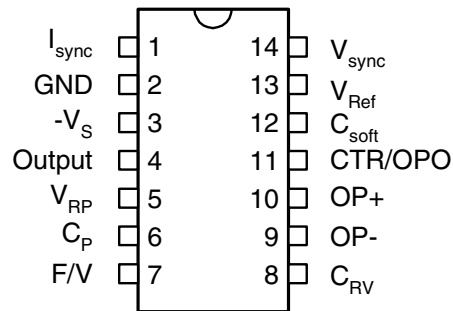 I_sync 1 14 V_sync
GND 2 13 V_Ref
-V_S 3 12 C_soft
Output 4 11 CTR/OPO
V_RP 5 10 OP+
C_P 6 9 OP-
F/V 7 8 C_RV